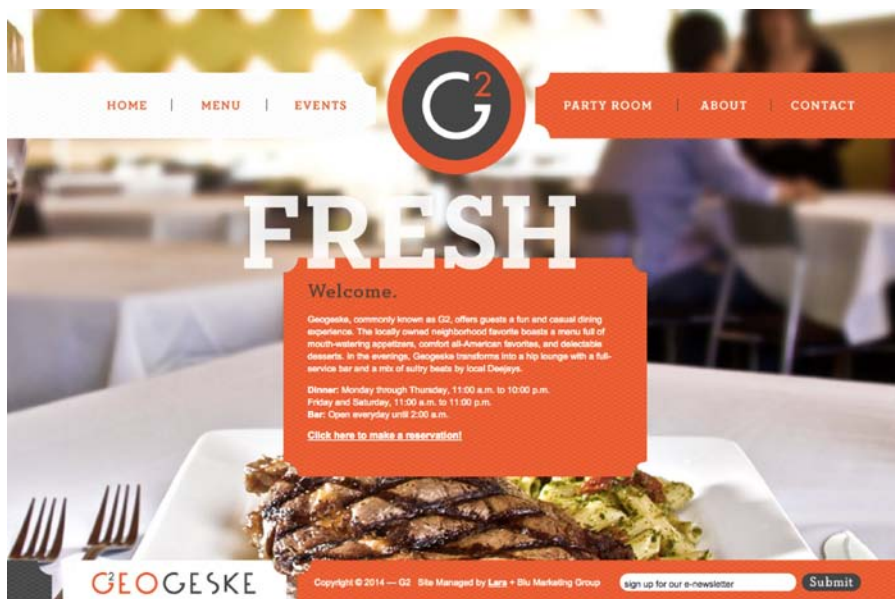 HOME | MENU | EVENTS
G2
PARTY ROOM | ABOUT | CONTACT
FRESH
Welcome.
Geogeske, commonly known as G2, offers guests a fun and casual dining
experience. The locally owned neighborhood favorite boasts a menu full of
mouth-watering appetizers, comfort all-American favorites, and delectable
desserts. In the evenings, Geogeske transforms into a hip lounge with a full-
service bar and a mix of sultry beats by local Deejays.
Dinner: Monday through Thursday, 11:00 a.m. to 10:00 p.m.
Friday and Saturday, 11:00 a.m. to 11:00 p.m.
Bar: Open everyday until 2:00 a.m.
Click here to make a reservation!
G2EOGESKE
Copyright © 2014 — G2 Site Managed by Lars + Blu Marketing Group
sign up for our e-newsletter
Submit